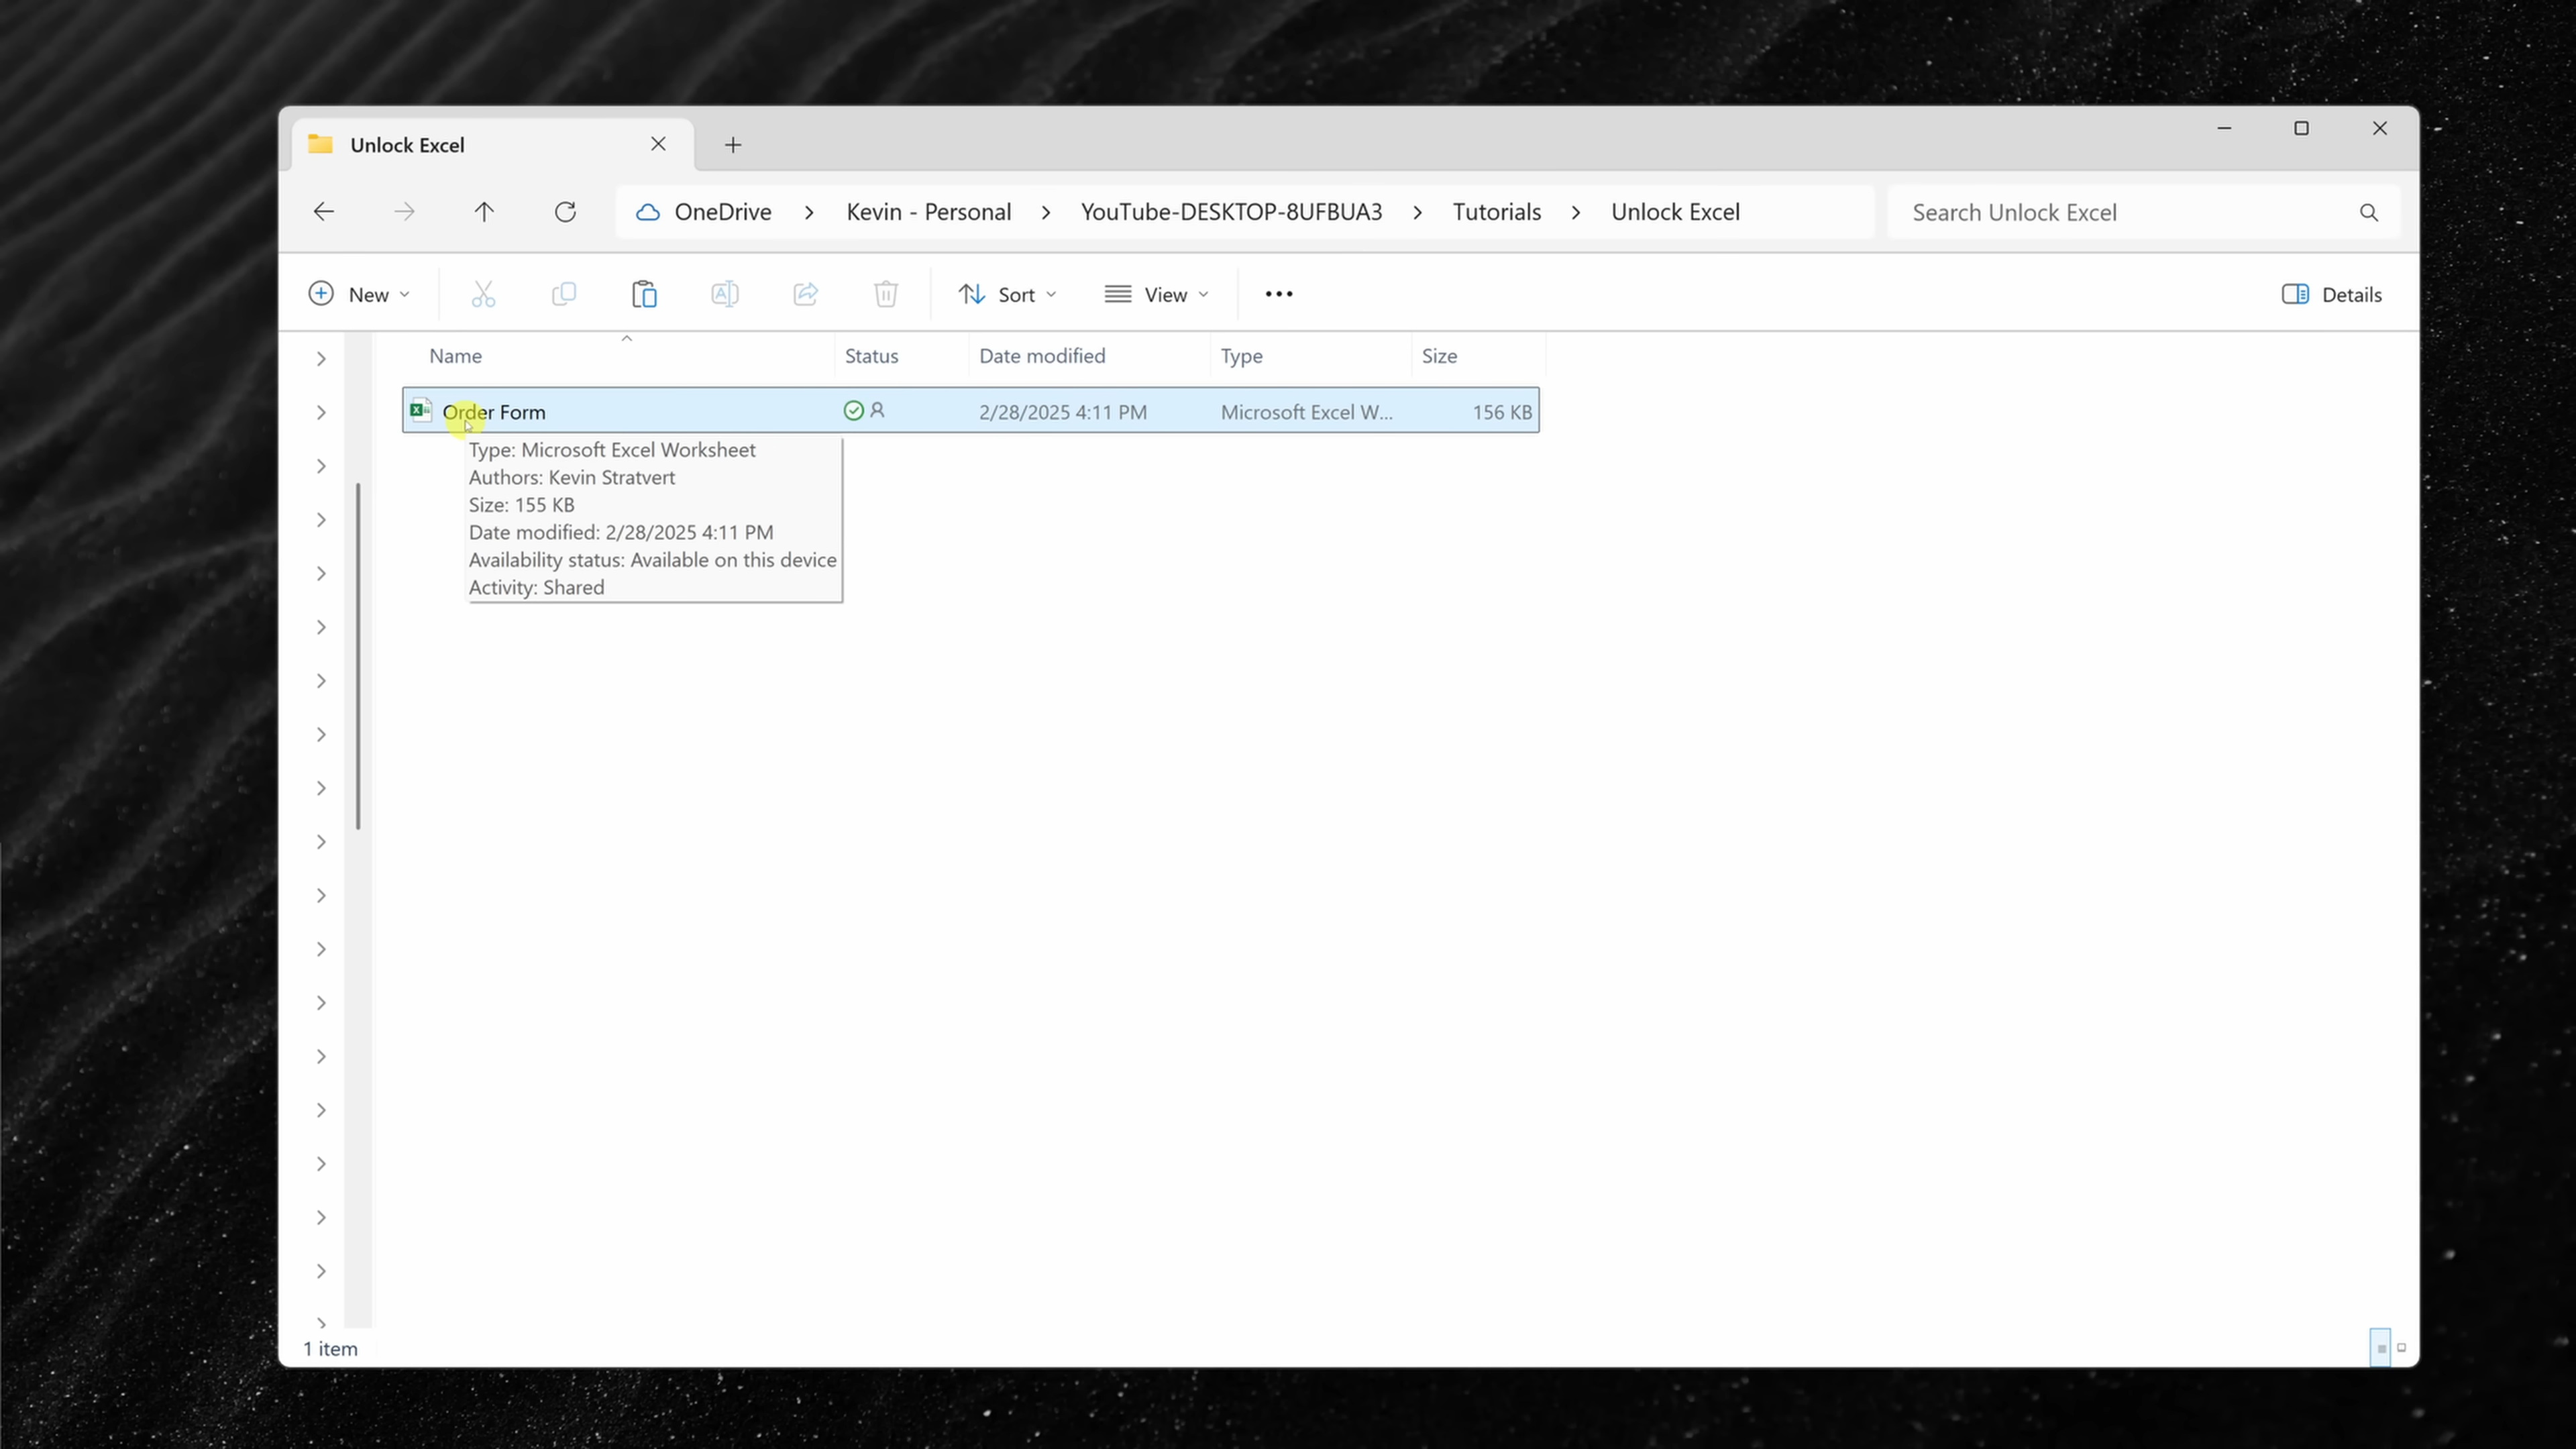 Unlock Excel
OneDrive > Kevin - Personal > YouTube-DESKTOP-8UFBUA3 > Tutorials > Unlock Excel
Search Unlock Excel
New
Sort
View
Details
Name Status Date modified Type Size
Order Form 2/28/2025 4:11 PM Microsoft Excel W... 156 KB
Type: Microsoft Excel Worksheet
Authors: Kevin Stratvert
Size: 155 KB
Date modified: 2/28/2025 4:11 PM
Availability status: Available on this device
Activity: Shared
1 item